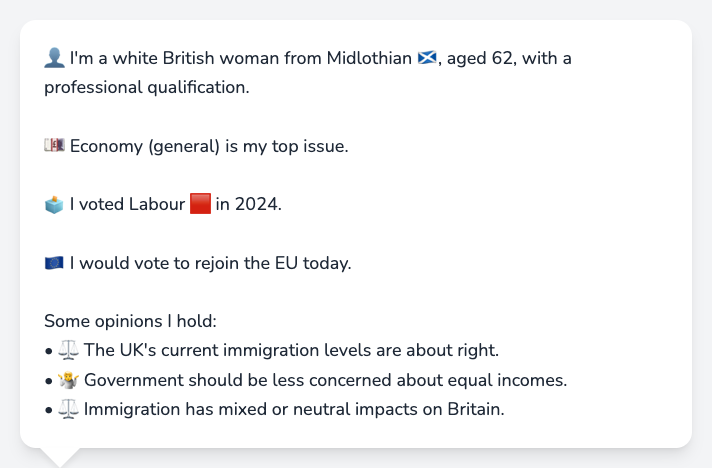 👤 I'm a white British woman from Midlothian 🏴󠁧󠁢󠁳󠁣󠁴󠁿, aged 62, with a
professional qualification.
💷 Economy (general) is my top issue.
🗳️ I voted Labour 🟥 in 2024.
🇪🇺 I would vote to rejoin the EU today.
Some opinions I hold:
• ⚖️ The UK's current immigration levels are about right.
• 🤷 Government should be less concerned about equal incomes.
• ⚖️ Immigration has mixed or neutral impacts on Britain.